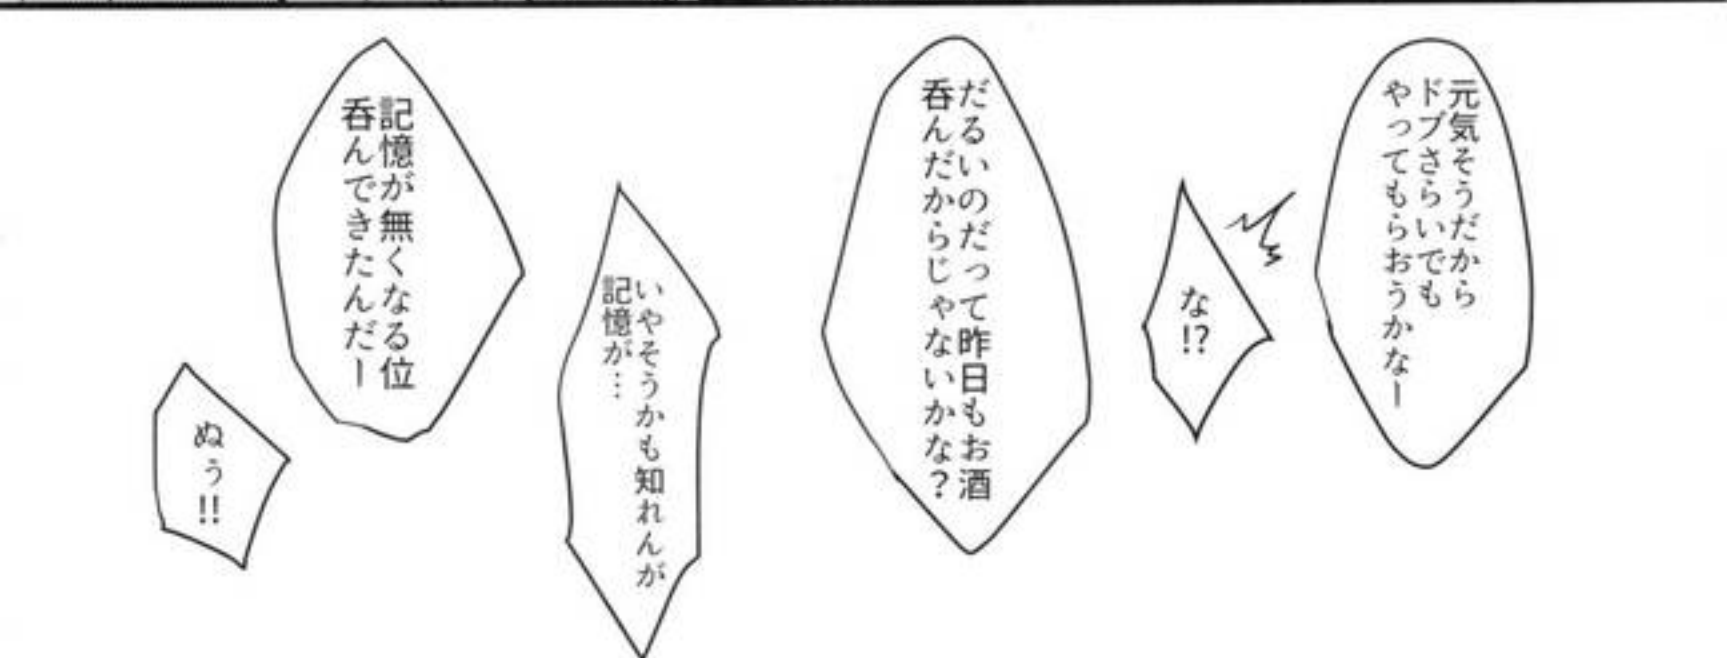 元気そうだから
ドブさらいでも
やってもらおうかなー
な!?
だるいのだって昨日もお酒
呑んだからじゃないかな？
いやそうかも知れんが
記憶が…
記憶が無くなる位
呑んできたんだー
ぬぅ!!